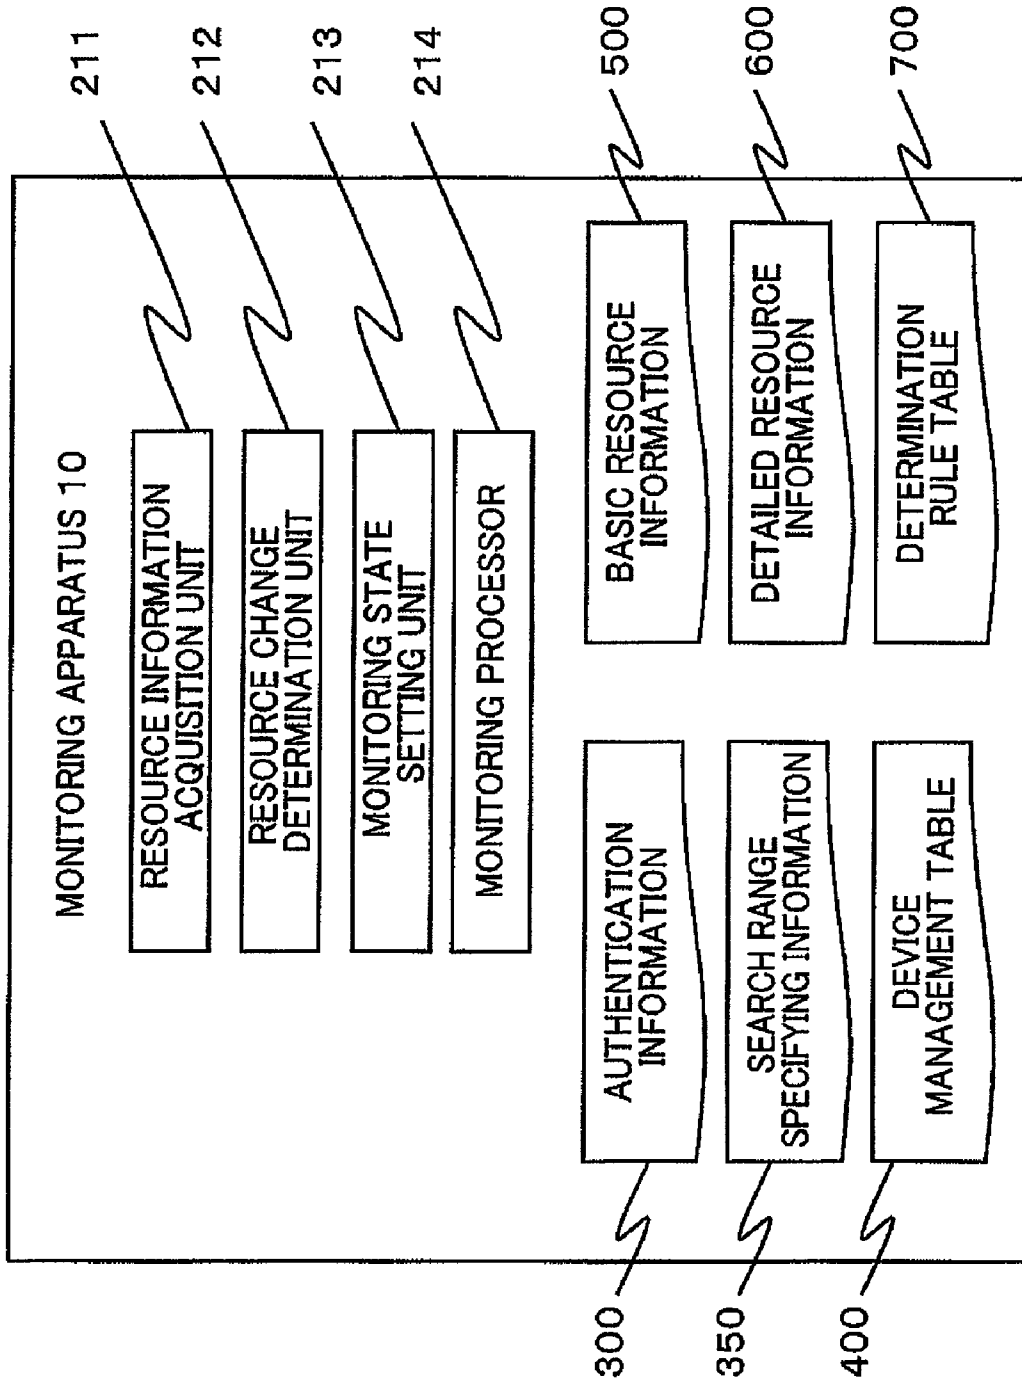 MONITORING APPARATUS 10
RESOURCE INFORMATION
ACQUISITION UNIT
211
RESOURCE CHANGE
DETERMINATION UNIT
212
MONITORING STATE
SETTING UNIT
213
MONITORING PROCESSOR
214
300
AUTHENTICATION
INFORMATION
BASIC RESOURCE
INFORMATION
500
350
SEARCH RANGE
SPECIFYING INFORMATION
DETAILED RESOURCE
INFORMATION
600
400
DEVICE
MANAGEMENT TABLE
DETERMINATION
RULE TABLE
700